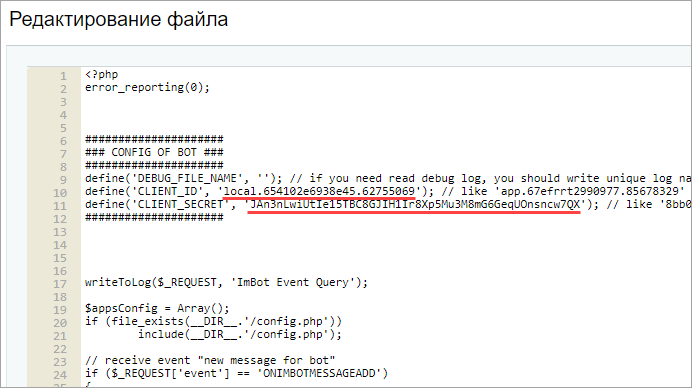 Редактирование файла
1 <?php
2 error_reporting(0);
3
4
5
6 #####################
7 ### CONFIG OF BOT ###
8 #####################
9 define('DEBUG_FILE_NAME', ''); // if you need read debug log, you should write unique log na
10 define('CLIENT_ID', 'local.654102e6938e45.62755069'); // like 'app.67efrrt2990977.85678329'
11 define('CLIENT_SECRET', 'JAn3nLwiUtIe15TBC8GJIH1Ir8Xp5Mu3M8mG6GeqUOnsncw7QX'); // like '8bb0
12 #####################
13
14
15
16
17 writeToLog($_REQUEST, 'ImBot Event Query');
18
19 $appsConfig = Array();
20 if (file_exists(__DIR__.'/config.php'))
21 include(__DIR__.'/config.php');
22
23 // receive event "new message for bot"
24 if ($_REQUEST['event'] == 'ONIMBOTMESSAGEADD')
25 {